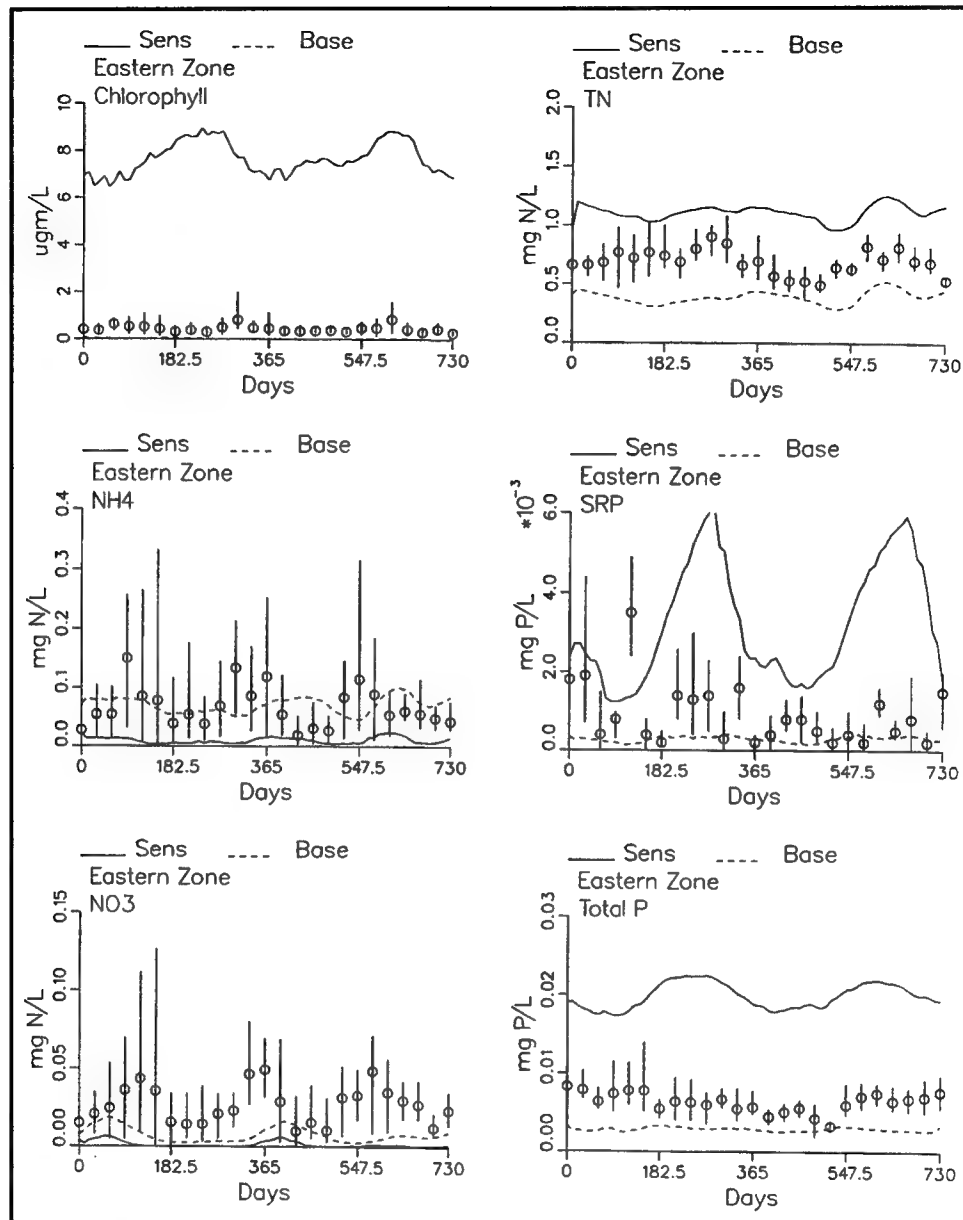 Sens Base
Eastern Zone
Chlorophyll
ugm/L
10
8
6
4
2
0
0 182.5 365 547.5 730
Days
Sens Base
Eastern Zone
TN
mg N/L
2.0
1.5
1.0
0.5
0.0
0 182.5 365 547.5 730
Days
Sens Base
Eastern Zone
NH4
mg N/L
0.4
0.3
0.2
0.1
0.0
0 182.5 365 547.5 730
Days
Sens Base
Eastern Zone
SRP
*10-3
mg P/L
6.0
4.0
2.0
0.0
0 182.5 365 547.5 730
Days
Sens Base
Eastern Zone
NO3
mg N/L
0.15
0.10
0.05
0.00
0 182.5 365 547.5 730
Days
Sens Base
Eastern Zone
Total P
mg P/L
0.03
0.02
0.01
0.00
0 182.5 365 547.5 730
Days